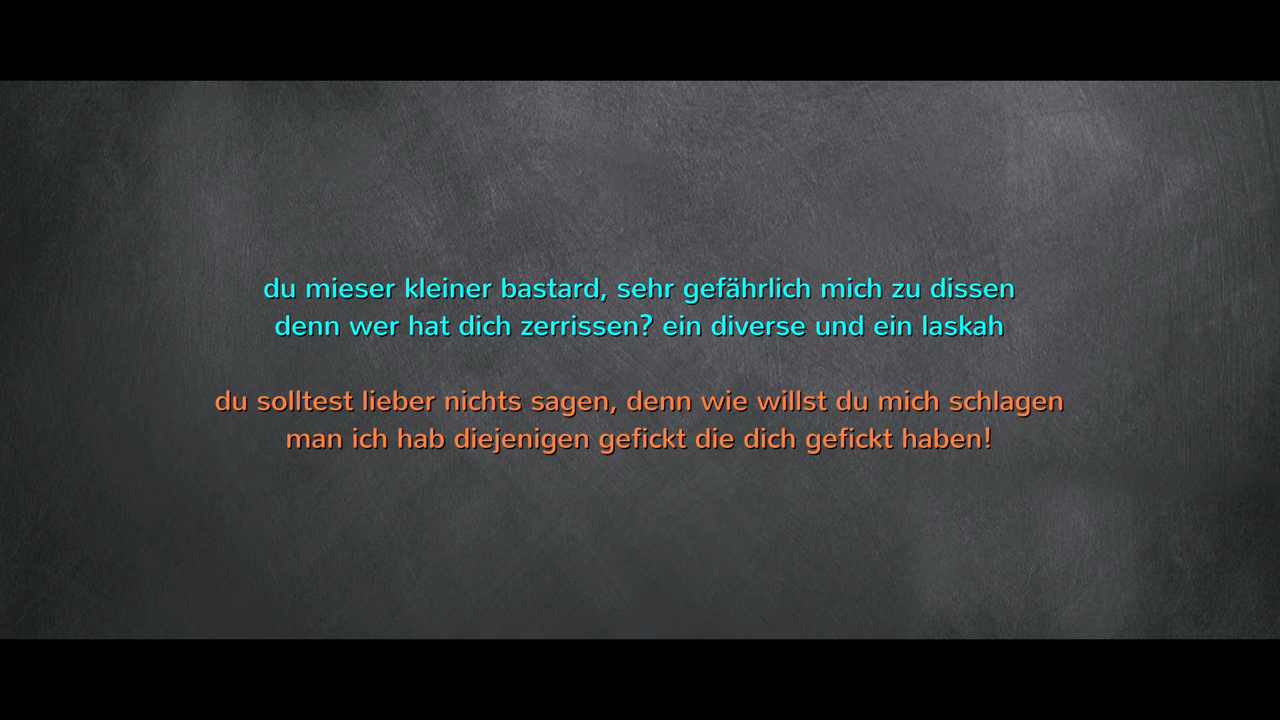 du mieser kleiner bastard, sehr gefährlich mich zu dissen
denn wer hat dich zerrissen? ein diverse und ein laskah
du solltest lieber nichts sagen, denn wie willst du mich schlagen
man ich hab diejenigen gefickt die dich gefickt haben!